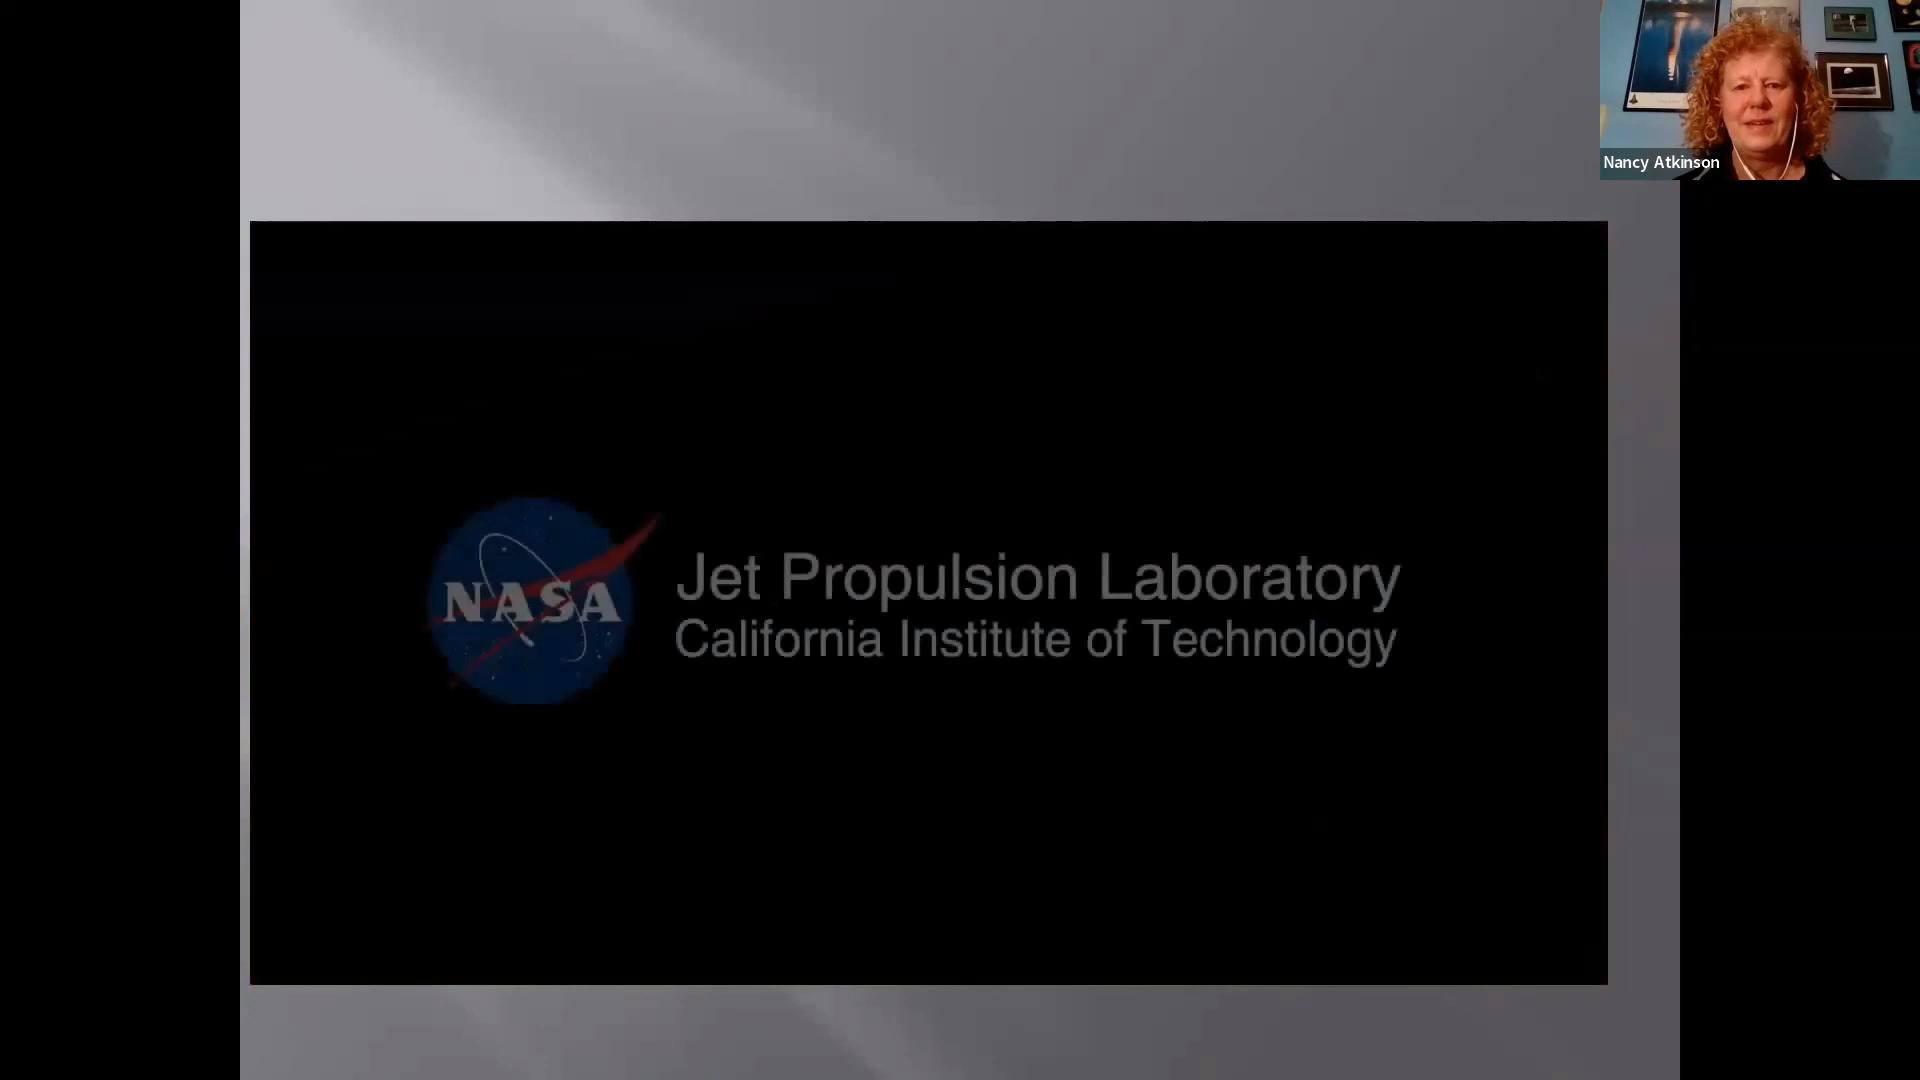 Nancy Atkinson
NASA
Jet Propulsion Laboratory
California Institute of Technology